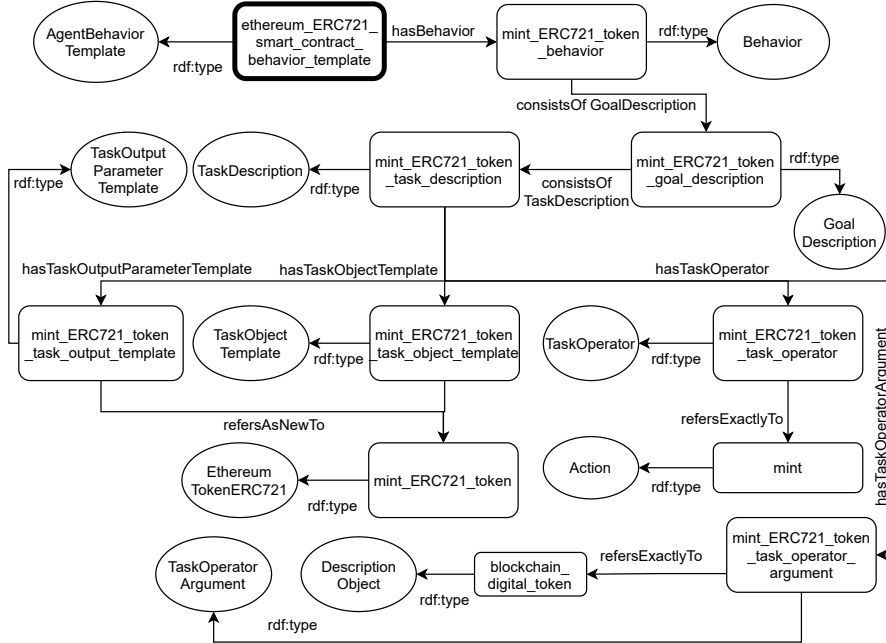 AgentBehavior
Template
rdf:type
ethereum_ERC721_
smart_contract_
behavior_template
hasBehavior
mint_ERC721_token
_behavior
rdf:type
Behavior
consistsOf GoalDescription
TaskOutput
Parameter
Template
rdf:type
TaskDescription
rdf:type
mint_ERC721_token
_task_description
consistsOf
TaskDescription
mint_ERC721_token
_goal_description
rdf:type
Goal
Description
hasTaskOutputParameterTemplate
hasTaskObjectTemplate
hasTaskOperator
mint_ERC721_token
_task_output_template
TaskObject
Template
rdf:type
mint_ERC721_token
_task_object_template
TaskOperator
rdf:type
mint_ERC721_token
_task_operator
hasTaskOperatorArgument
refersAsNewTo
refersExactlyTo
Ethereum
TokenERC721
rdf:type
mint_ERC721_token
Action
rdf:type
mint
TaskOperator
Argument
rdf:type
Description
Object
rdf:type
blockchain_
digital_token
refersExactlyTo
mint_ERC721_token
_task_operator_
argument